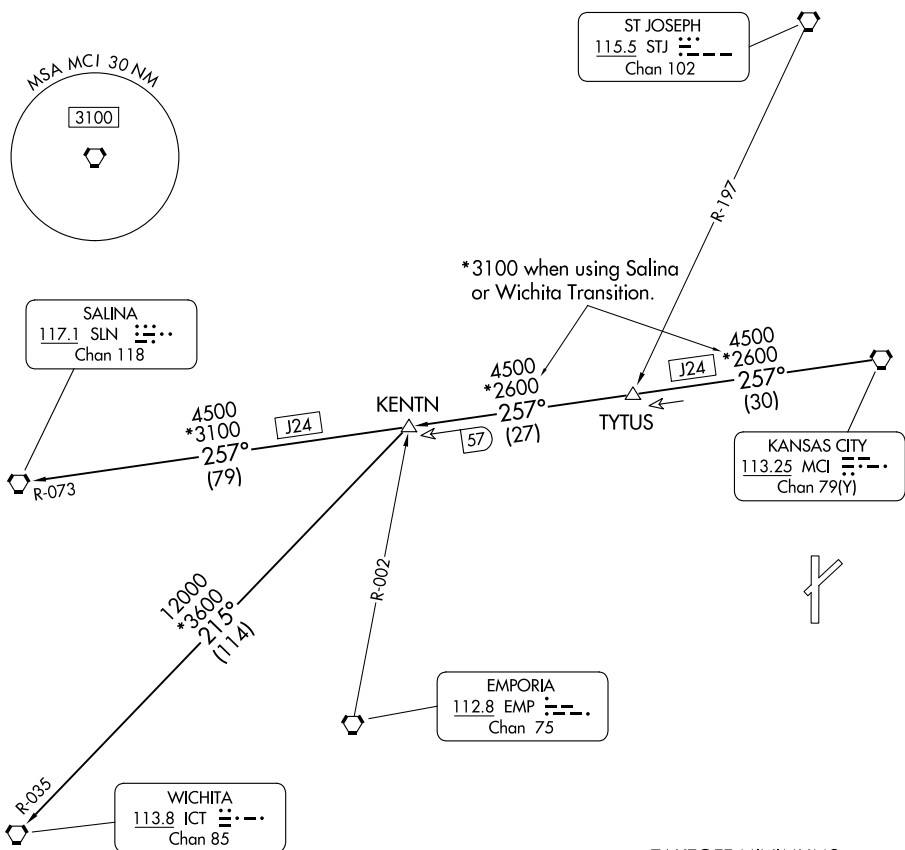 ST JOSEPH
115.5 STJ
Chan 102
MSA MCI 30 NM
3100
R-197
*3100 when using Salina
or Wichita Transition.
SALINA
117.1 SLN
Chan 118
4500
*2600
J24
257°
(30)
4500
*2600
257°
(27)
TYTUS
KENTN
57
4500
*3100
J24
257°
(79)
R-073
KANSAS CITY
113.25 MCI
Chan 79(Y)
R-002
12000
*3600
215°
(114)
EMPORIA
112.8 EMP
Chan 75
R-035
WICHITA
113.8 ICT
Chan 85